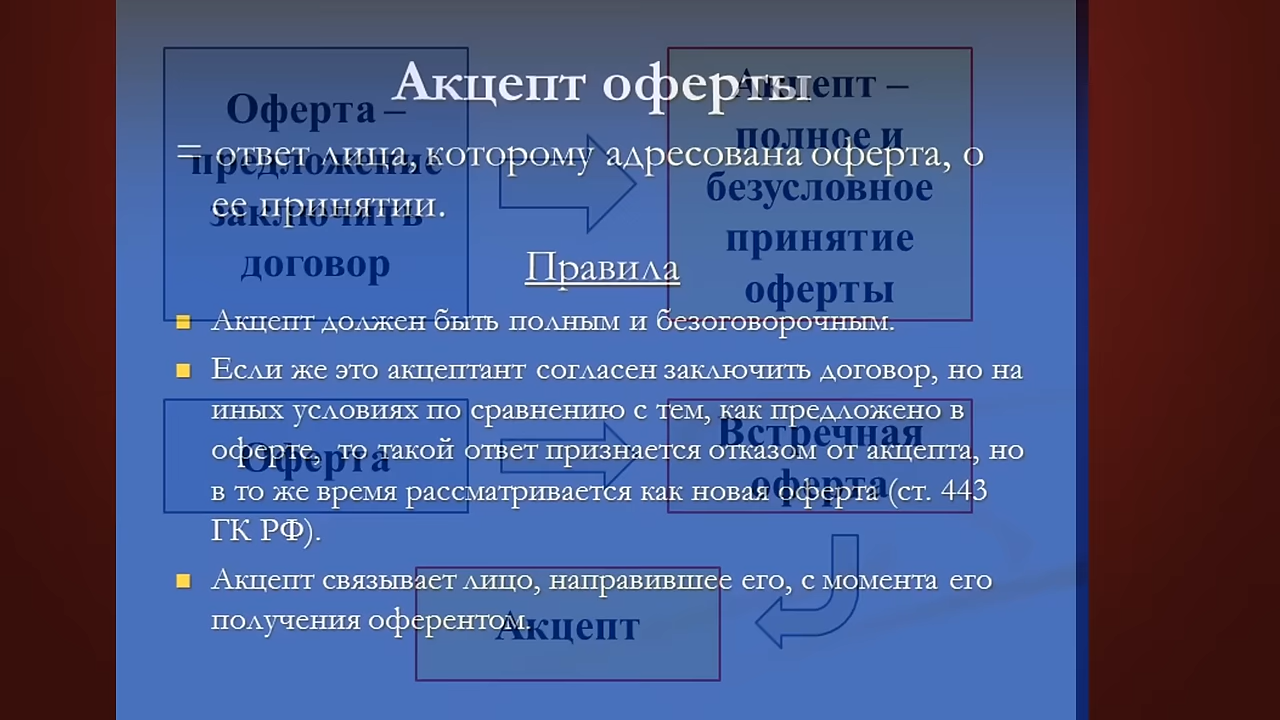 Акцепт оферты
= ответ лица, которому адресована оферта, о
ее принятии.
Правила
Акцепт должен быть полным и безоговорочным.
Если же это акцептант согласен заключить договор, но на
иных условиях по сравнению с тем, как предложено в
оферте, то такой ответ признается отказом от акцепта, но
в то же время рассматривается как новая оферта (ст. 443
ГК РФ).
Акцепт связывает лицо, направившее его, с момента его
получения оферентом.
Оферта –
предложение
заключить
договор
Акцепт –
полное и
безусловное
принятие
оферты
Оферта
Встречная
оферта
Акцепт